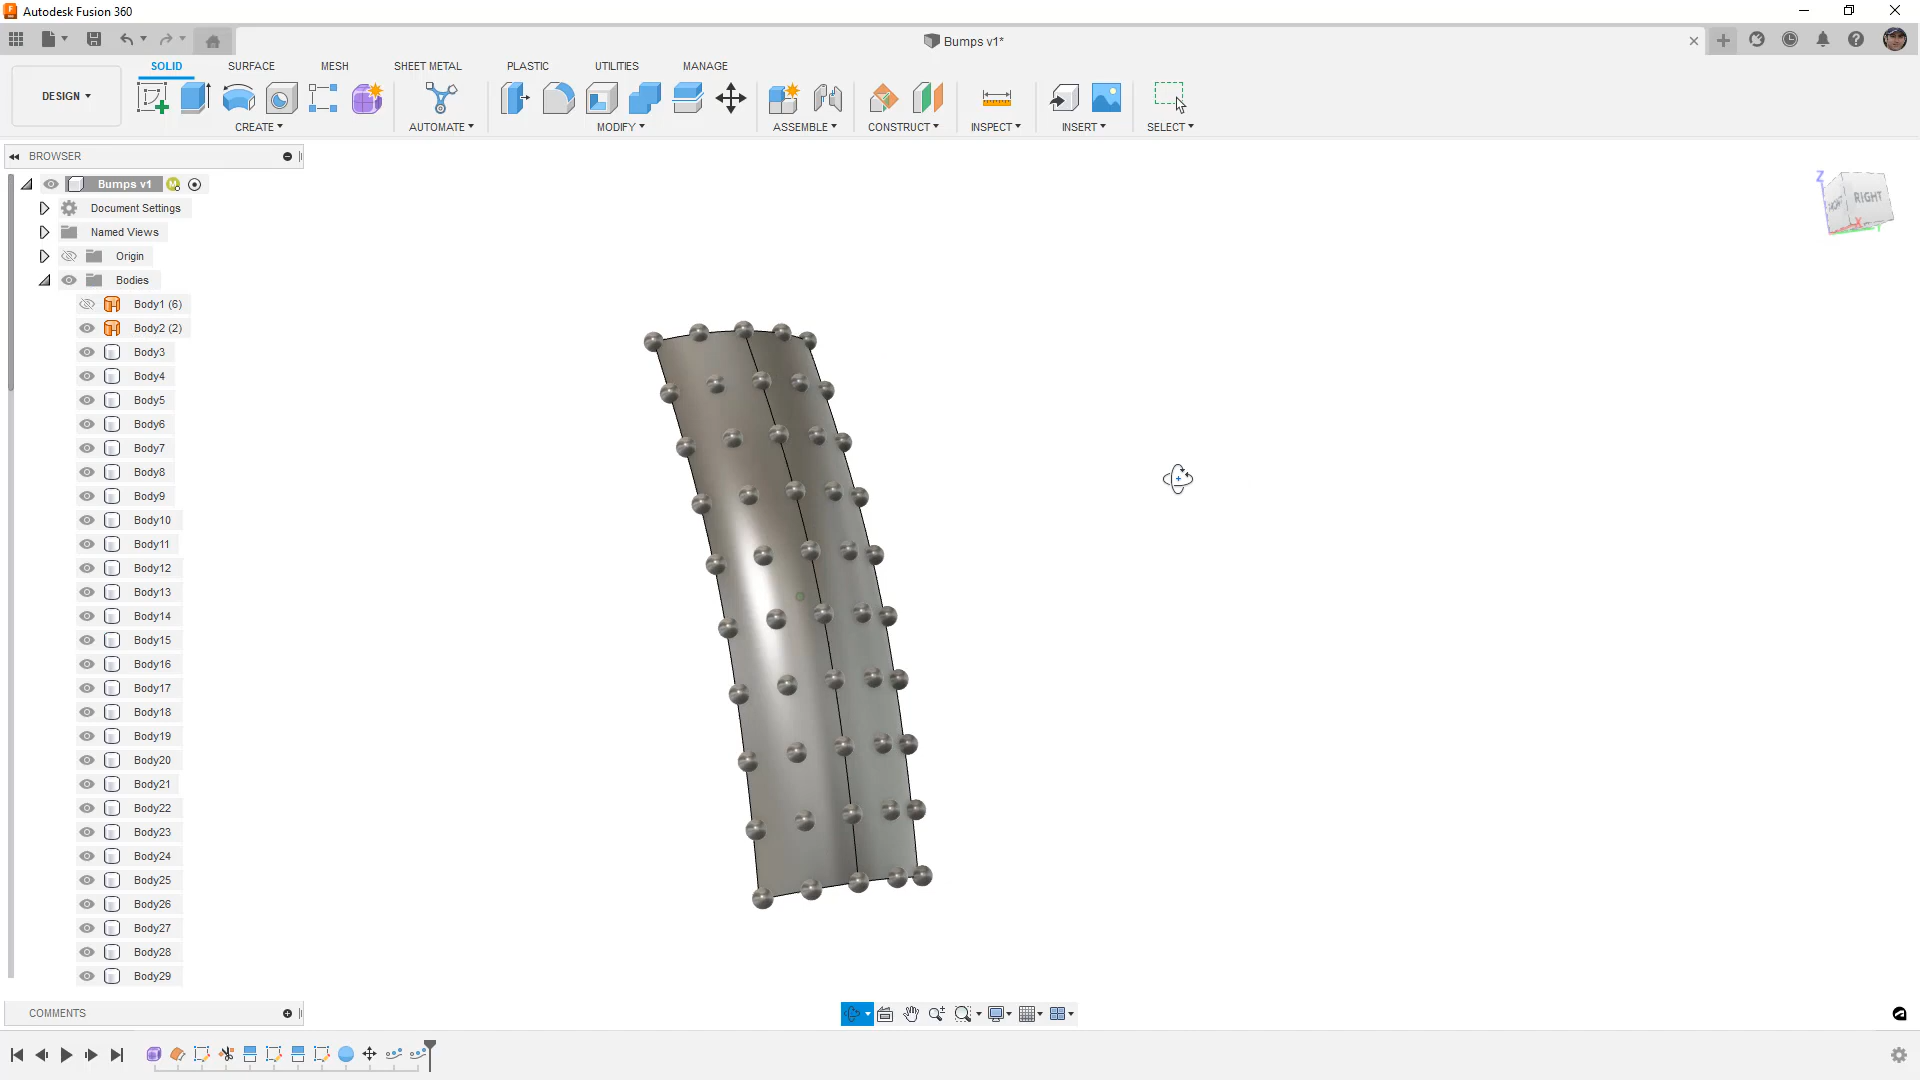 Autodesk Fusion 360
Bumps v1*
SOLID
SURFACE
MESH
SHEET METAL
PLASTIC
UTILITIES
MANAGE
DESIGN
CREATE
AUTOMATE
MODIFY
ASSEMBLE
CONSTRUCT
INSPECT
INSERT
SELECT
BROWSER
Bumps v1
Document Settings
Named Views
Origin
Bodies
Body1 (6)
Body2 (2)
Body3
Body4
Body5
Body6
Body7
Body8
Body9
Body10
Body11
Body12
Body13
Body14
Body15
Body16
Body17
Body18
Body19
Body20
Body21
Body22
Body23
Body24
Body25
Body26
Body27
Body28
Body29
Z
RIGHT
X
COMMENTS